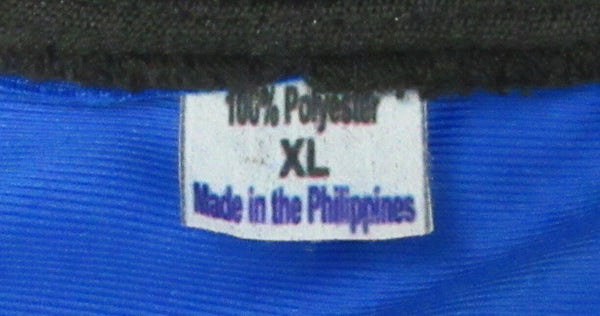 100% Polyester
XL
Made in the Philippines